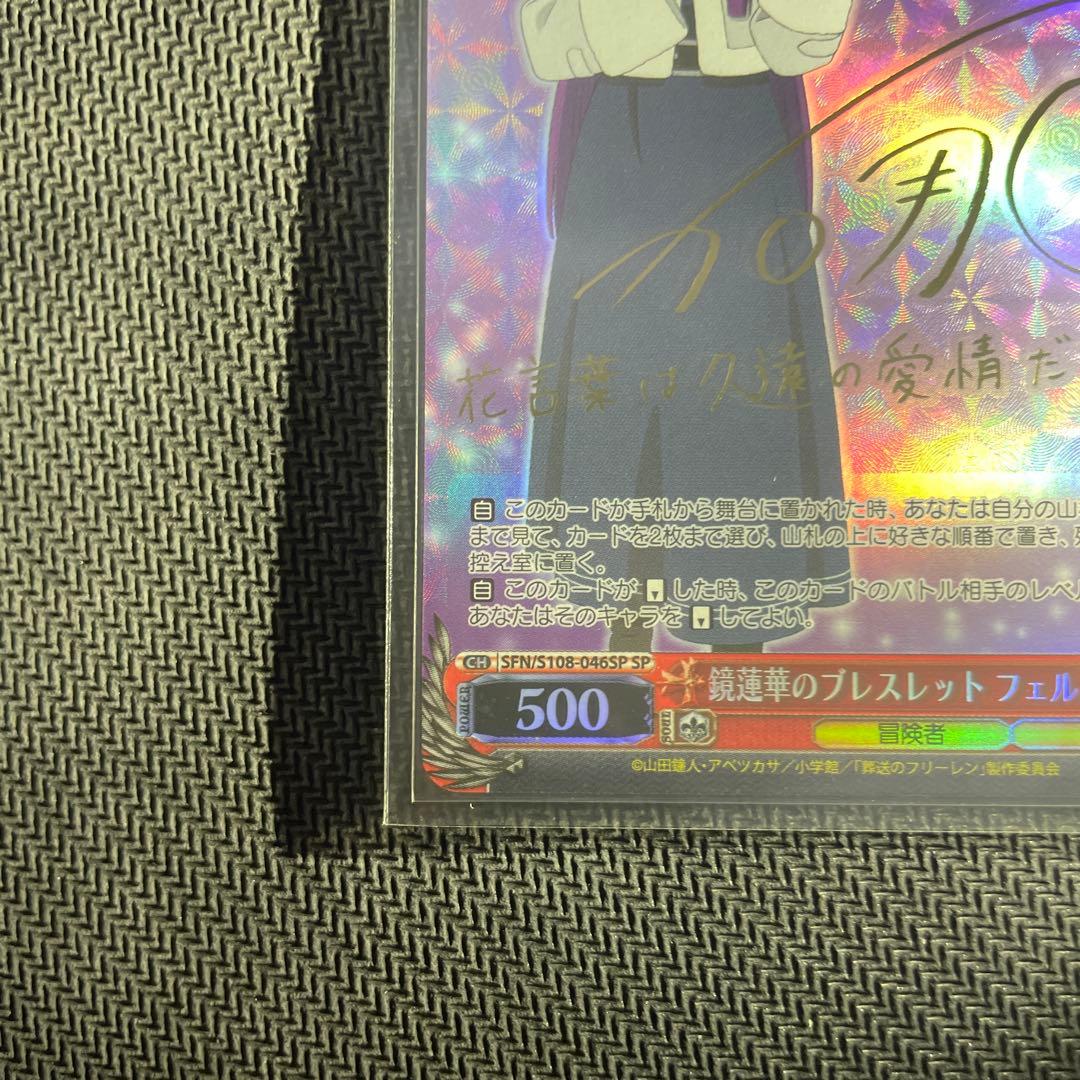 花言葉は久遠の愛情だ
自 このカードが手札から舞台に置かれた時、あなたは自分の山
まで見て、カードを2枚まで選び、山札の上に好きな順番で置き、
控え室に置く。
自 このカードが した時、このカードのバトル相手のレベ
あなたはそのキャラを してよい。
CH SFN/S108-046SP SP
POWER 500 鏡蓮華のブレスレット フェル
SOUL 冒険者
©山田鐘人・アベツカサ/小学館/「葬送のフリーレン」製作委員会